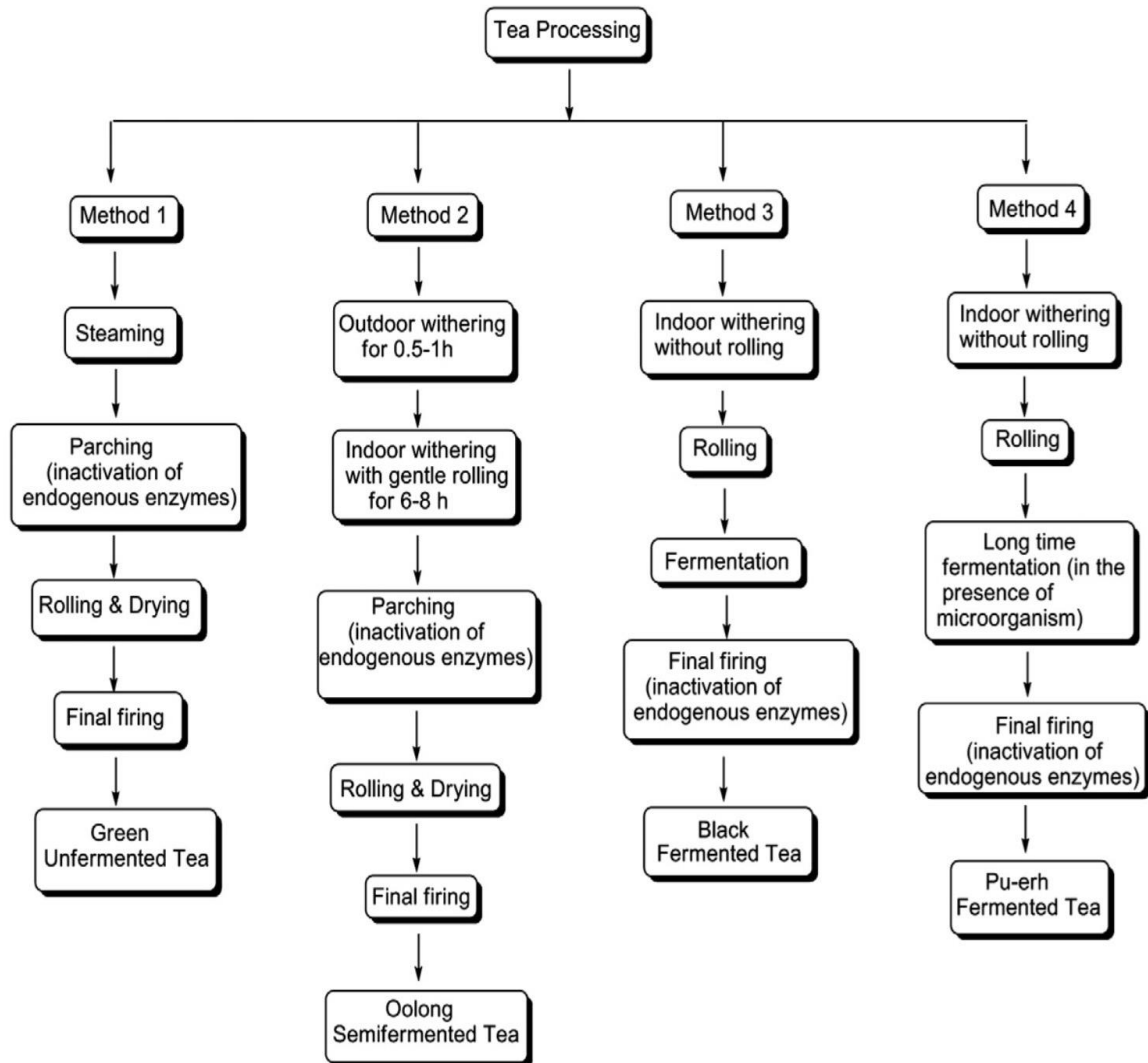 Tea Processing
Method 1
Steaming
Parching
(inactivation of
endogenous enzymes)
Rolling & Drying
Final firing
Green
Unfermented Tea
Method 2
Outdoor withering
for 0.5-1h
Indoor withering
with gentle rolling
for 6-8 h
Parching
(inactivation of
endogenous enzymes)
Rolling & Drying
Final firing
Oolong
Semifermented Tea
Method 3
Indoor withering
without rolling
Rolling
Fermentation
Final firing
(inactivation of
endogenous enzymes)
Black
Fermented Tea
Method 4
Indoor withering
without rolling
Rolling
Long time
fermentation (in the
presence of
microorganism)
Final firing
(inactivation of
endogenous enzymes)
Pu-erh
Fermented Tea